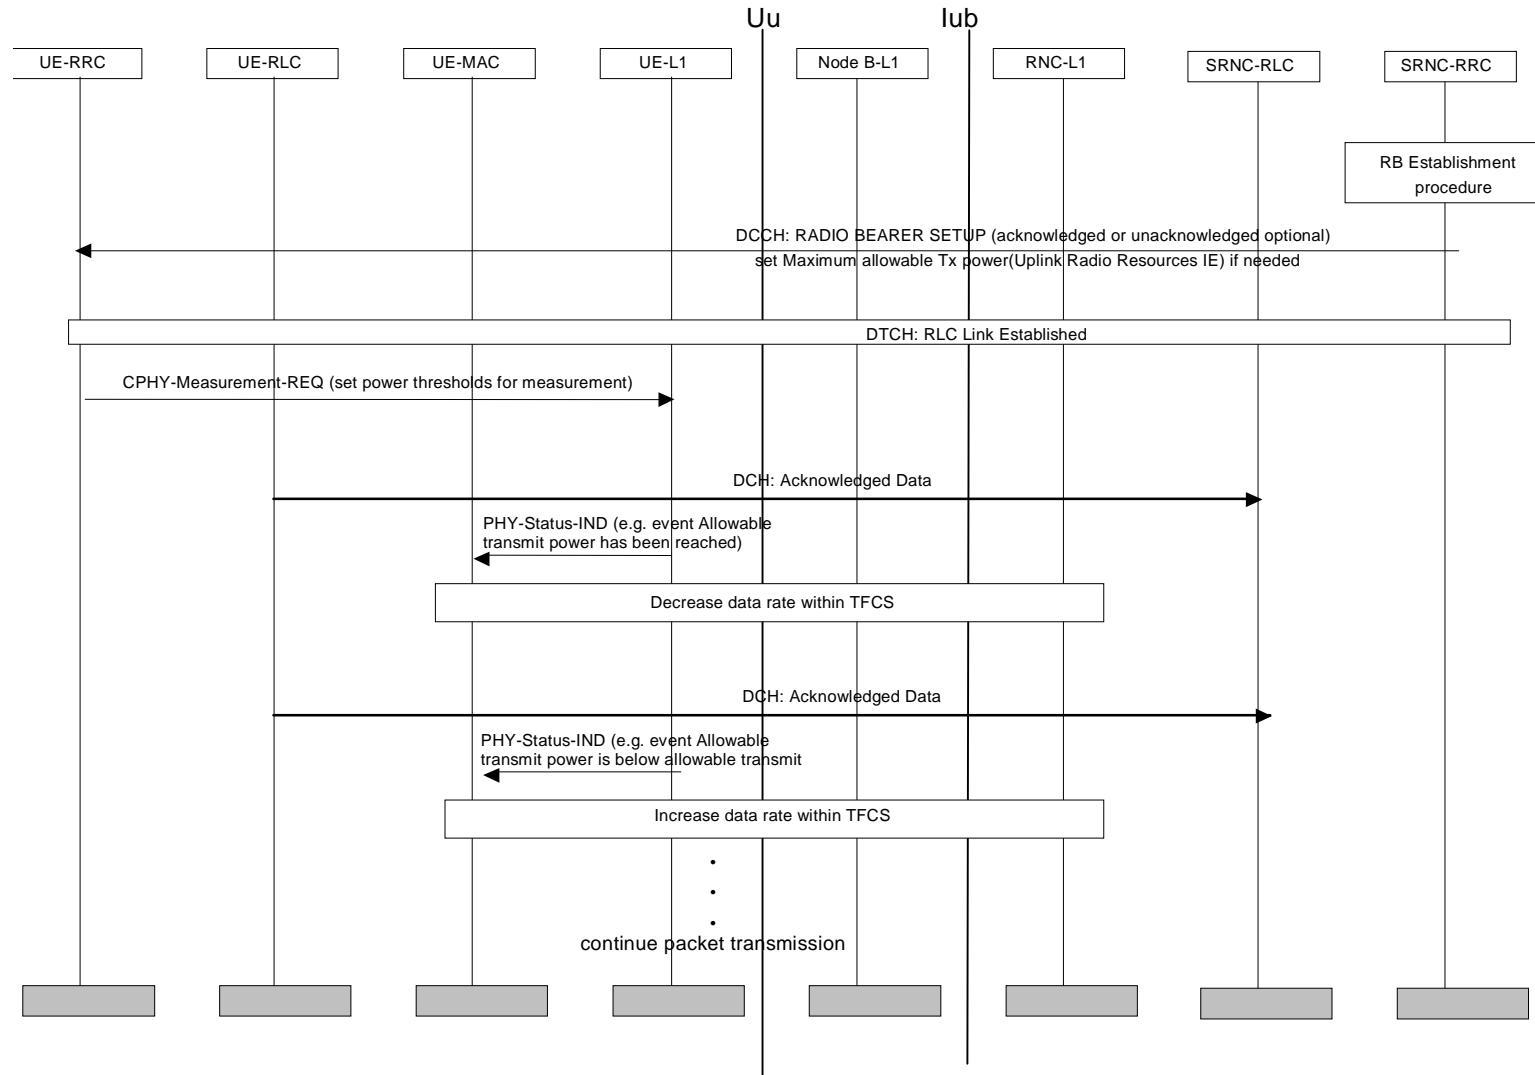 Uu
Iub
UE-RRC
UE-RLC
UE-MAC
UE-L1
Node B-L1
RNC-L1
SRNC-RLC
SRNC-RRC
RB Establishment
procedure
DCCH: RADIO BEARER SETUP (acknowledged or unacknowledged optional)
set Maximum allowable Tx power(Uplink Radio Resources IE) if needed
DTCH: RLC Link Established
CPHY-Measurement-REQ (set power thresholds for measurement)
DCH: Acknowledged Data
PHY-Status-IND (e.g. event Allowable
transmit power has been reached)
Decrease data rate within TFCS
DCH: Acknowledged Data
PHY-Status-IND (e.g. event Allowable
transmit power is below allowable transmit
Increase data rate within TFCS
continue packet transmission